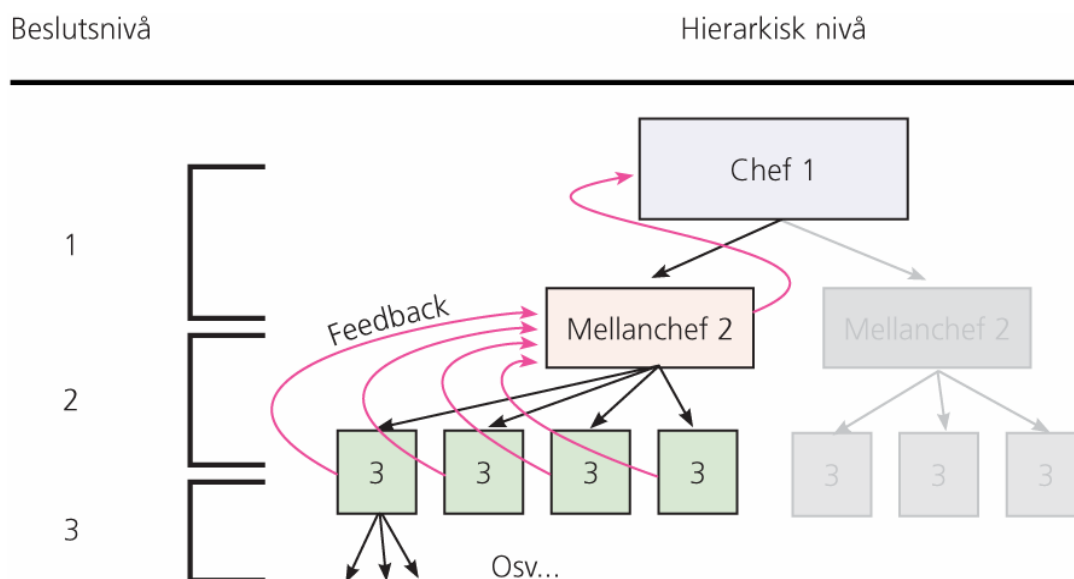 Beslutsnivå
Hierarkisk nivå
Chef 1
1
Feedback
Mellanchef 2
Mellanchef 2
2
3
3
3
3
3
3
3
3
Osv...